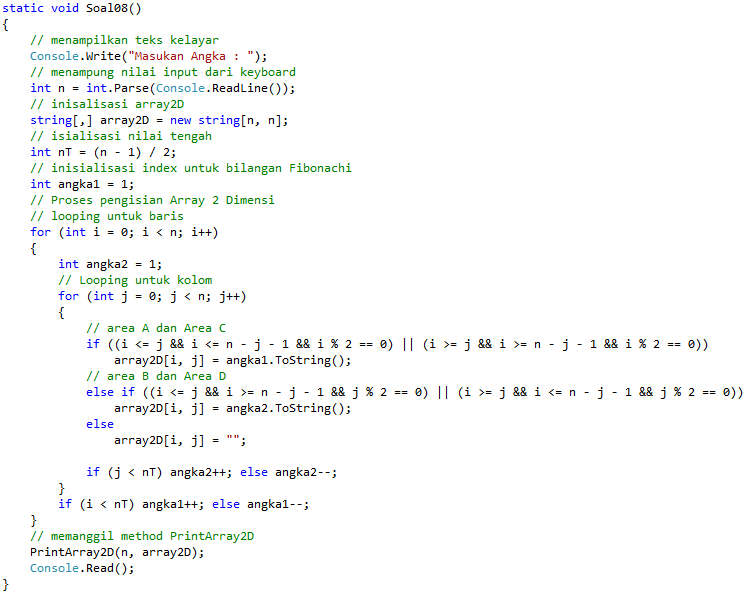 static void Soal08()
{
    // menampilkan teks kelayar
    Console.Write("Masukan Angka : ");
    // menampung nilai input dari keyboard
    int n = int.Parse(Console.ReadLine());
    // inisalisasi array2D
    string[,] array2D = new string[n, n];
    // isialisasi nilai tengah
    int nT = (n - 1) / 2;
    // inisialisasi index untuk bilangan Fibonachi
    int angka1 = 1;
    // Proses pengisian Array 2 Dimensi
    // looping untuk baris
    for (int i = 0; i < n; i++)
    {
        int angka2 = 1;
        // Looping untuk kolom
        for (int j = 0; j < n; j++)
        {
            // area A dan Area C
            if ((i <= j && i <= n - j - 1 && i % 2 == 0) || (i >= j && i >= n - j - 1 && i % 2 == 0))
                array2D[i, j] = angka1.ToString();
            // area B dan Area D
            else if ((i <= j && i >= n - j - 1 && j % 2 == 0) || (i >= j && i <= n - j - 1 && j % 2 == 0))
                array2D[i, j] = angka2.ToString();
            else
                array2D[i, j] = "";

            if (j < nT) angka2++; else angka2--;
        }
        if (i < nT) angka1++; else angka1--;
    }
    // memanggil method PrintArray2D
    PrintArray2D(n, array2D);
    Console.Read();
}